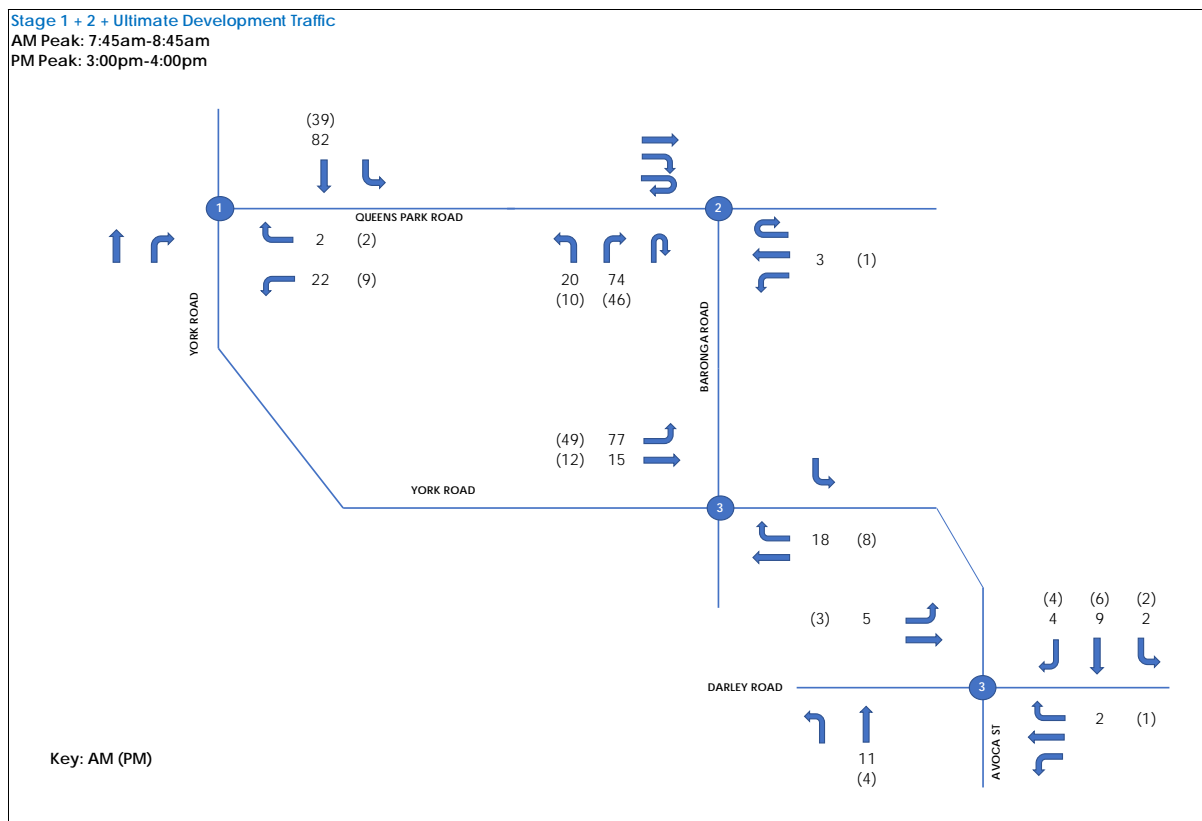 Stage 1 + 2 + Ultimate Development Traffic
AM Peak: 7:45am-8:45am
PM Peak: 3:00pm-4:00pm
(39)
82
1
QUEENS PARK ROAD
2
2 (2)
22 (9)
20 74
(10) (46)
3 (1)
YORK ROAD
BARONGA ROAD
(49) 77
(12) 15
YORK ROAD
3
18 (8)
(3) 5
(4) (6) (2)
4 9 2
DARLEY ROAD
3
2 (1)
AVOCA ST
11
(4)
Key: AM (PM)